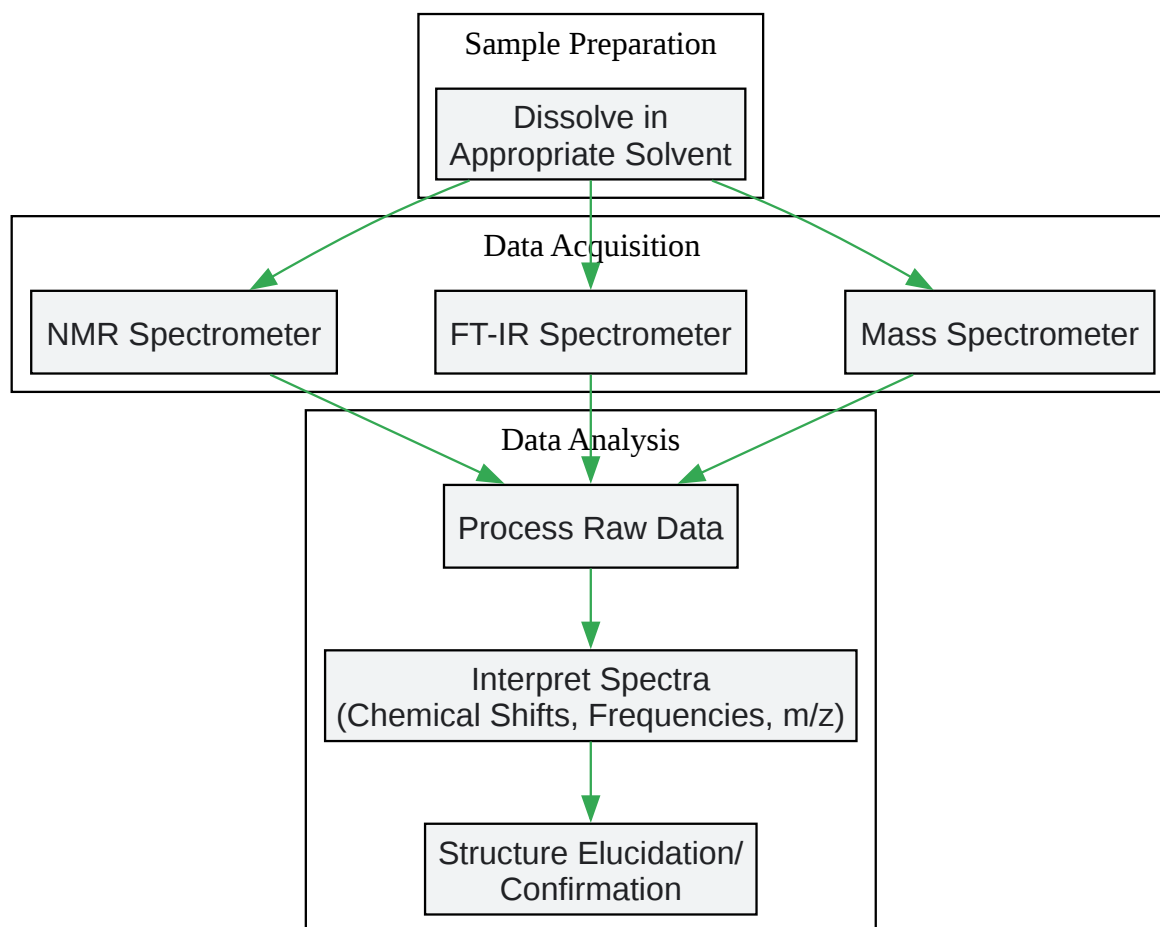 Sample Preparation
Dissolve in
Appropriate Solvent
Data Acquisition
NMR Spectrometer
FT-IR Spectrometer
Mass Spectrometer
Data Analysis
Process Raw Data
Interpret Spectra
(Chemical Shifts, Frequencies, m/z)
Structure Elucidation/
Confirmation